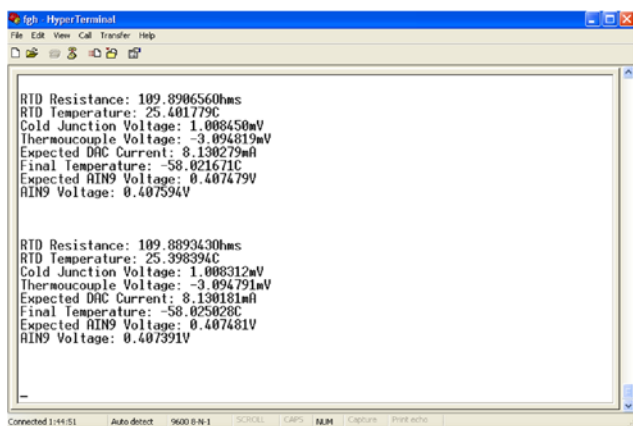 fgh - HyperTerminal
File Edit View Call Transfer Help
RTD Resistance: 109.890656Ohms
RTD Temperature: 25.401779C
Cold Junction Voltage: 1.008450mV
Thermoucouple Voltage: -3.094819mV
Expected DAC Current: 8.130279mA
Final Temperature: -58.021671C
Expected AIN9 Voltage: 0.407479V
AIN9 Voltage: 0.407594V
RTD Resistance: 109.889343Ohms
RTD Temperature: 25.398394C
Cold Junction Voltage: 1.008312mV
Thermoucouple Voltage: -3.094791mV
Expected DAC Current: 8.130181mA
Final Temperature: -58.025028C
Expected AIN9 Voltage: 0.407481V
AIN9 Voltage: 0.407391V
Connected 1:44:51 Auto detect 9600 8-N-1 SCROLL CAPS NUM Capture Print echo